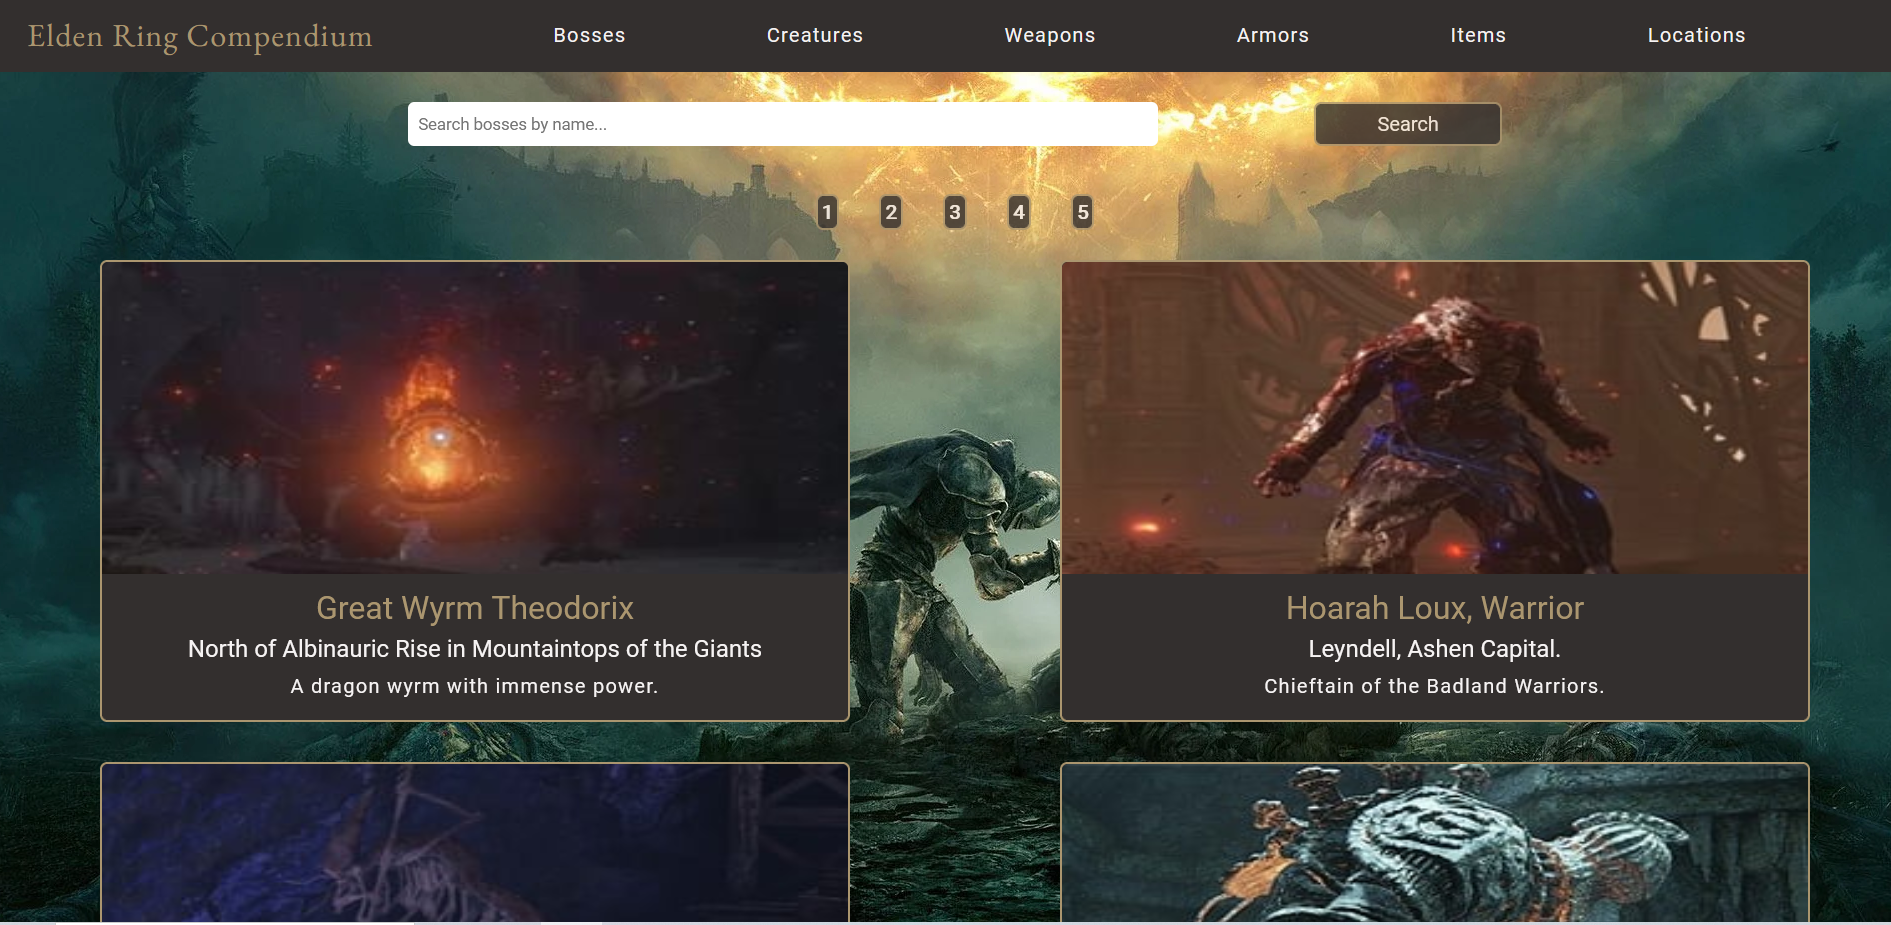 Elden Ring Compendium Bosses Creatures Weapons Armors Items Locations
Search bosses by name... Search
1 2 3 4 5
Great Wyrm Theodorix
North of Albinauric Rise in Mountaintops of the Giants
A dragon wyrm with immense power.
Hoarah Loux, Warrior
Leyndell, Ashen Capital.
Chieftain of the Badland Warriors.